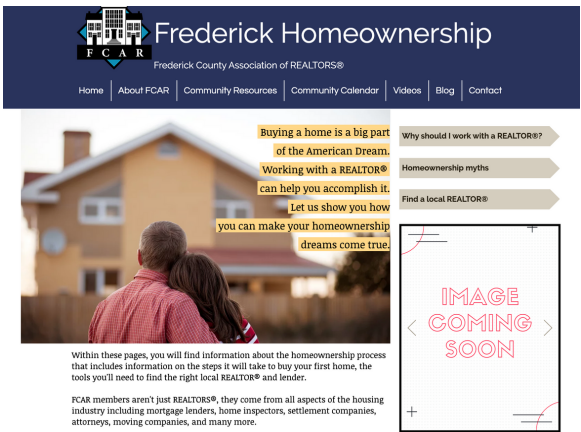 FCAR
Frederick Homeownership
Frederick County Association of REALTORS®
Home
About FCAR
Community Resources
Community Calendar
Videos
Blog
Contact
Buying a home is a big part
of the American Dream.
Working with a REALTOR®
can help you accomplish it.
Let us show you how
you can make your homeownership
dreams come true.
Why should I work with a REALTOR®?
Homeownership myths
Find a local REALTOR®
IMAGE
COMING
SOON
Within these pages, you will find information about the homeownership process
that includes information on the steps it will take to buy your first home, the
tools you'll need to find the right local REALTOR® and lender.
FCAR members aren't just REALTORS®, they come from all aspects of the housing
industry including mortgage lenders, home inspectors, settlement companies,
attorneys, moving companies, and many more.